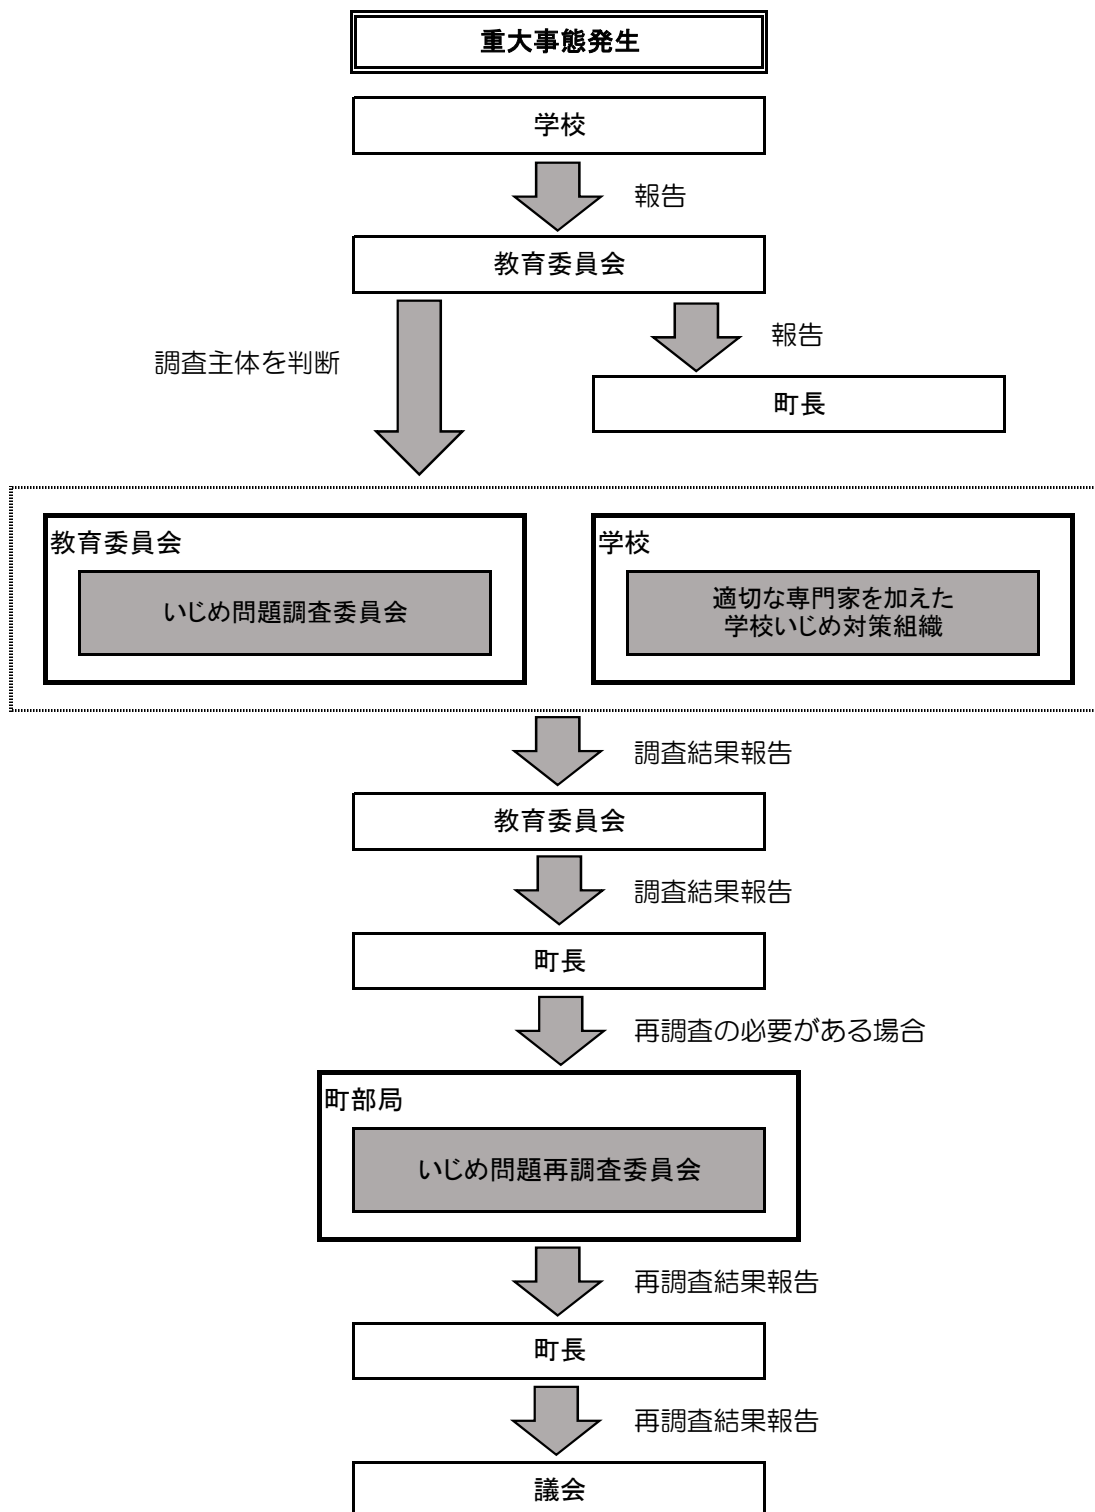 重大事態発生
学校
報告
教育委員会
調査主体を判断
報告
町長
教育委員会
いじめ問題調査委員会
学校
適切な専門家を加えた
学校いじめ対策組織
調査結果報告
教育委員会
調査結果報告
町長
再調査の必要がある場合
町部局
いじめ問題再調査委員会
再調査結果報告
町長
再調査結果報告
議会